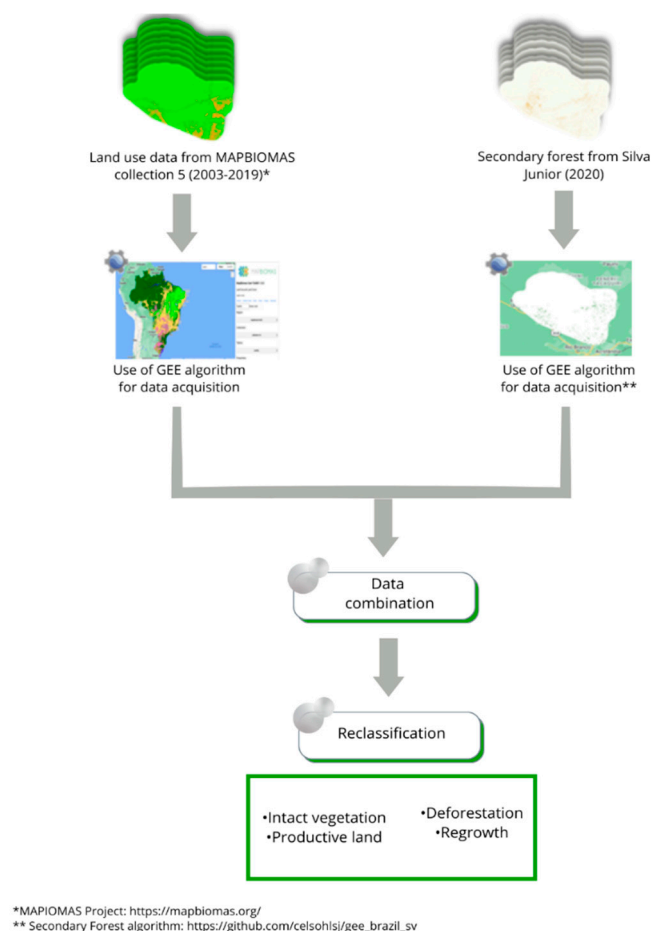 Land use data from MAPBIOMAS
collection 5 (2003-2019)*
Secondary forest from Silva
Junior (2020)
Use of GEE algorithm
for data acquisition
Use of GEE algorithm
for data acquisition**
Data
combination
Reclassification
•Intact vegetation
•Productive land
•Deforestation
•Regrowth
*MAPIOMAS Project: https://mapbiomas.org/
** Secondary Forest algorithm: https://github.com/celsohlsj/gee_brazil_sv